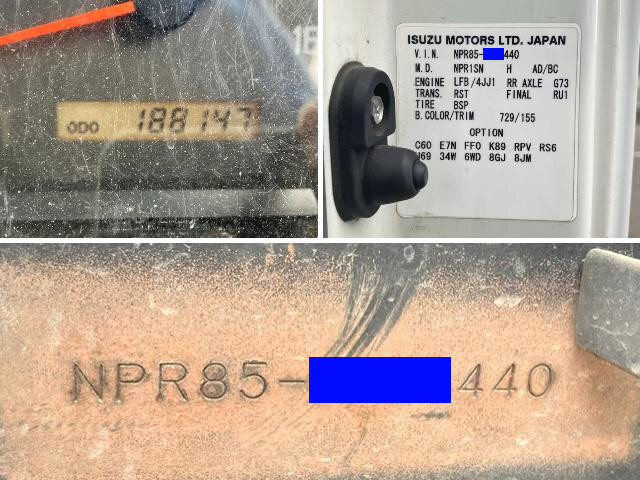 ODO 188147
ISUZU MOTORS LTD. JAPAN
V.I.N. NPR85- 440
M.D. NPR1SN H AD/BC
ENGINE LFB/4JJ1 RR AXLE G73
TRANS. RST FINAL RU1
TIRE BSP
B.COLOR/TRIM 729/155
OPTION
C60 E7N FF0 K89 RPV RS6
J69 34W 6WD 8GJ 8JM
NPR85- 440